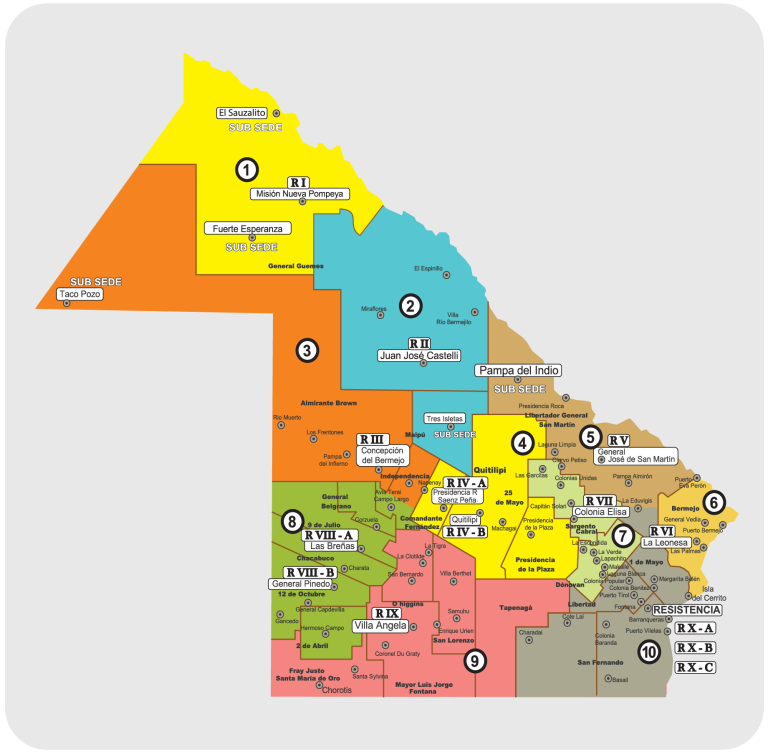 El Sauzalito
SUB SEDE
1
R I
Misión Nueva Pompeya
Fuerte Esperanza
SUB SEDE
General Guemes
SUB SEDE
Taco Pozo
El Espinillo
2
Miraflores
Villa
Río Bermejito
R II
Juan José Castelli
3
Pampa del Indio
SUB SEDE
Almirante Brown
Presidencia Roca
Libertador General
San Martín
Río Muerto
Los Frentones
Tres Isletas
SUB SEDE
Maipú
R III
Concepción
del Bermejo
Pampa
del Infierno
4
5
R V
General
José de San Martín
Laguna Limpia
Ciervo Petiso
Las Garcitas
Colonias Unidas
Pampa Almirón
Puerto
Eva Perón
Independencia
Napenay
Quitilipi
R IV - A
Presidencia R
Saenz Peña
25
de Mayo
Avia Terai
Campo Largo
General
Belgrano
Comandante
Fernández
Quitilipi
R IV - B
Machagai
Capitán Solari
R VII
Colonia Elisa
La Eduvigis
6
Bermejo
General Vedia
Puerto Bermejo
8
9 de Julio
Corzuela
R VIII - A
Las Breñas
Presidencia
de la Plaza
Sargento
Cabral
7
R VI
La Leonesa
Las Palmas
La Tigra
La Clotilde
La Escondida
La Verde
Lapachito
Makallé
1 de Mayo
Chacabuco
Charata
R VIII - B
General Pinedo
San Bernardo
Villa Berthet
Presidencia
de la Plaza
Dónovan
Laguna Blanca
Colonia Popular
Colonia Benítez
Margarita Belén
Puerto Tirol
Isla
del Cerrito
12 de Octubre
General Capdevilla
Gancedo
Hermoso Campo
2 de Abril
O higgins
R IX
Villa Angela
Samuhu
Enrique Urien
San Lorenzo
Coronel Du Graty
Tapenagá
Libertad
Fontana
RESISTENCIA
Barranqueras
Puerto Vilelas
R X - A
R X - B
R X - C
Cote Lai
Charadai
Colonia
Baranda
10
9
San Fernando
Basail
Fray Justo
Santa María de Oro
Santa Sylvina
Chorotis
Mayor Luis Jorge
Fontana